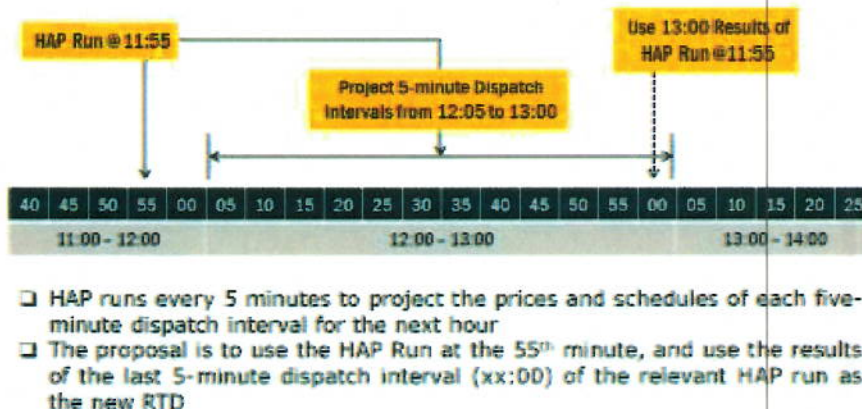 HAP Run @ 11:55
Use 13:00 Results of
HAP Run @11:55
Project 5-minute Dispatch
Intervals from 12:05 to 13:00
40 45 50 55 00 05 10 15 20 25 30 35 40 45 50 55 00 05 10 15 20 25
11:00 - 12:00 12:00 - 13:00 13:00 - 14:00
❑ HAP runs every 5 minutes to project the prices and schedules of each five-
minute dispatch interval for the next hour
❑ The proposal is to use the HAP Run at the 55th minute, and use the results
of the last 5-minute dispatch interval (xx:00) of the relevant HAP run as
the new RTD